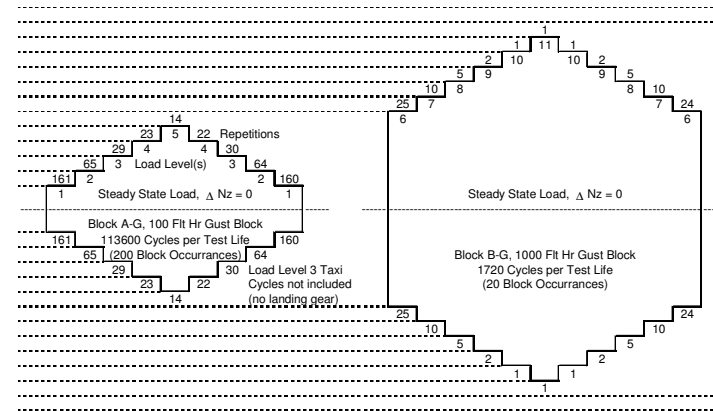 1
1 11 1
2 10 10 2
5 9 9 5
10 8 8 10
25 7 7 24
6 6
14
23 5 22 Repetitions
29 4 4 30
65 3 Load Level(s) 3 64
161 2 2 160
1 1
Steady State Load, Δ Nz = 0
Steady State Load, Δ Nz = 0
Block A-G, 100 Flt Hr Gust Block
161 113600 Cycles per Test Life 160
65 (200 Block Occurrances) 64
29 30
23 22
14
Load Level 3 Taxi
Cycles not included
(no landing gear)
Block B-G, 1000 Flt Hr Gust Block
1720 Cycles per Test Life
(20 Block Occurrances)
25 24
10 10
5 5
2 2
1 1
1